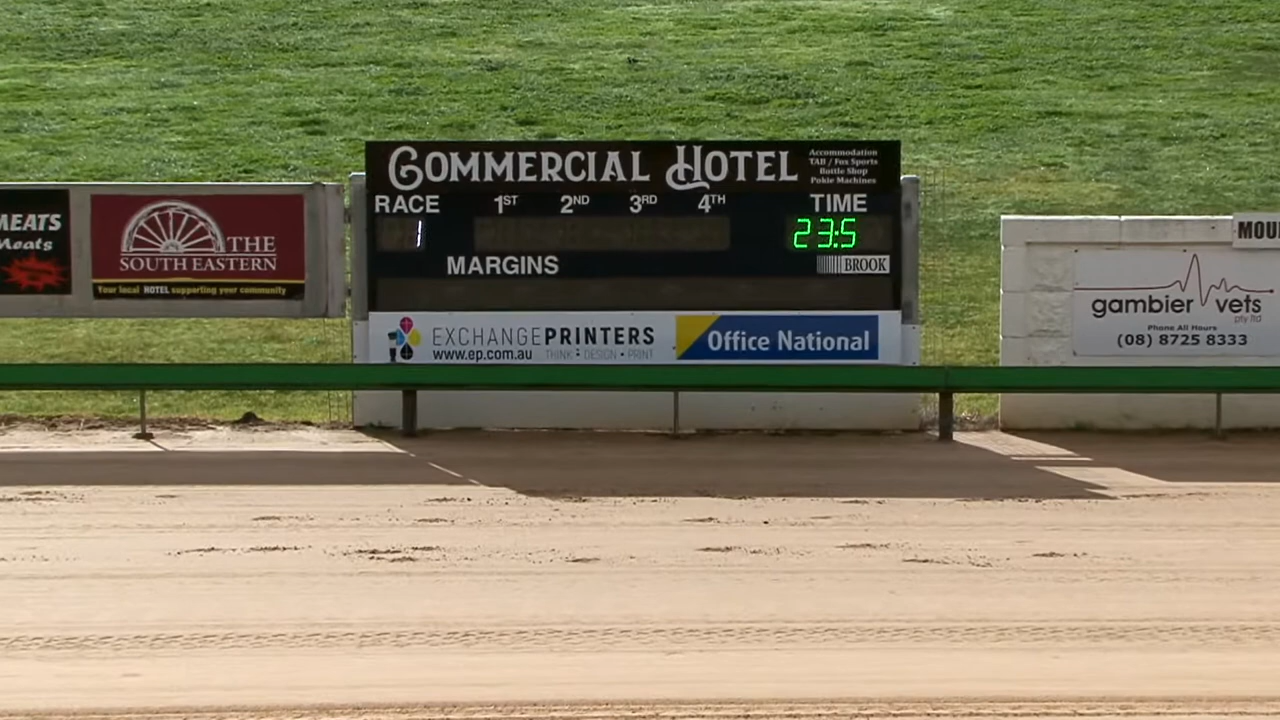 COMMERCIAL HOTEL
Accommodation
TAB / Fox Sports
Bottle Shop
Pokie Machines
RACE 1ST 2ND 3RD 4TH TIME
1 23:5
MARGINS BROOK
EXCHANGEPRINTERS
www.ep.com.au THINK • DESIGN • PRINT
Office National
MEATS
Meats
THE
SOUTH EASTERN
Your local HOTEL supporting your community
gambier vets
pty ltd
Phone All Hours
(08) 8725 8333